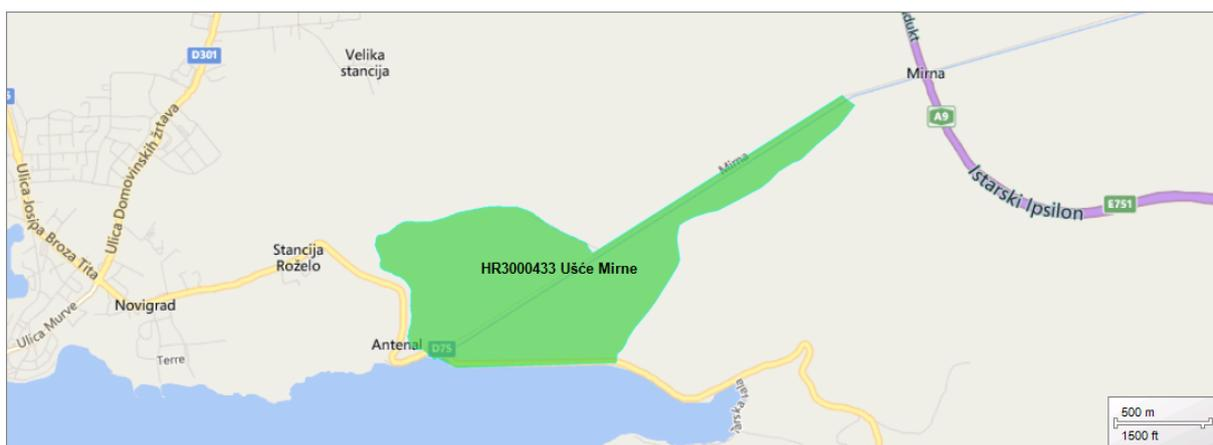 D301
Velika
stancija
dukt
Mirna
A9
Ulica Domovinskih žrtava
Ulica Josipa Broza Tita
Mirna
Istarski Ipsilon
E751
Stancija
Roželo
HR3000433 Ušće Mirne
Novigrad
Ulica Murve
Terre
Antenal
D75
500 m
1500 ft